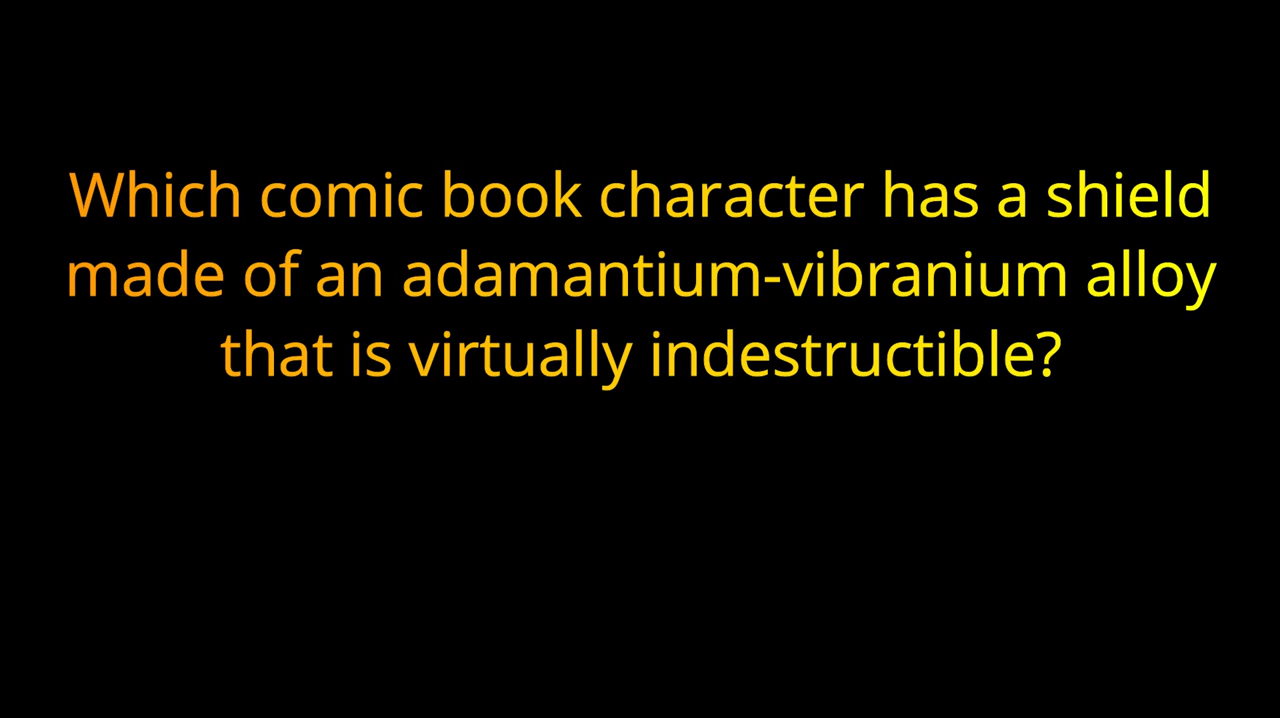 Which comic book character has a shield
made of an adamantium-vibranium alloy
that is virtually indestructible?